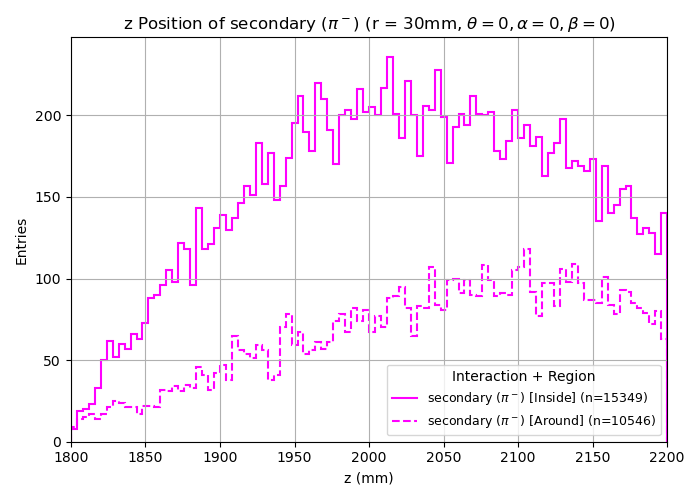 z Position of secondary (π⁻) (r = 30mm, θ = 0, α = 0, β = 0)
Entries
200
150
100
50
0
1800 1850 1900 1950 2000 2050 2100 2150 2200
z (mm)
Interaction + Region
secondary (π⁻) [Inside] (n=15349)
secondary (π⁻) [Around] (n=10546)